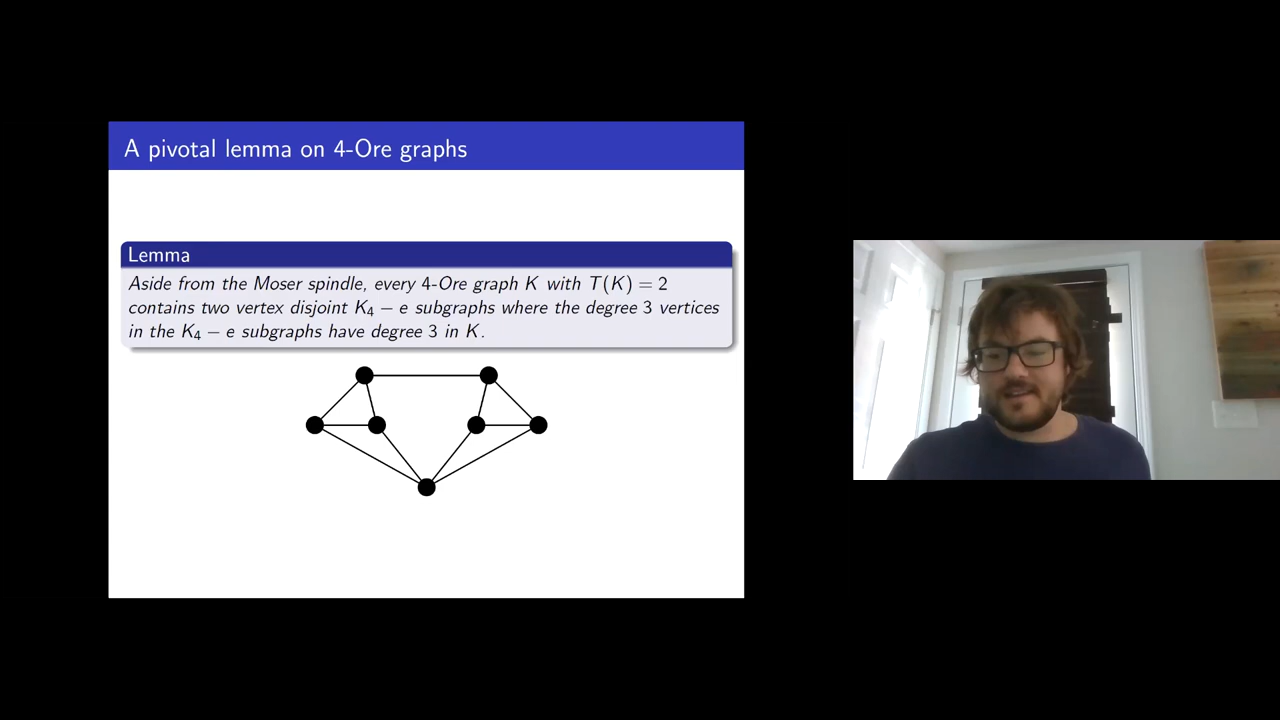 A pivotal lemma on 4-Ore graphs
Lemma
Aside from the Moser spindle, every 4-Ore graph K with T(K) = 2
contains two vertex disjoint K₄ − e subgraphs where the degree 3 vertices
in the K₄ − e subgraphs have degree 3 in K.